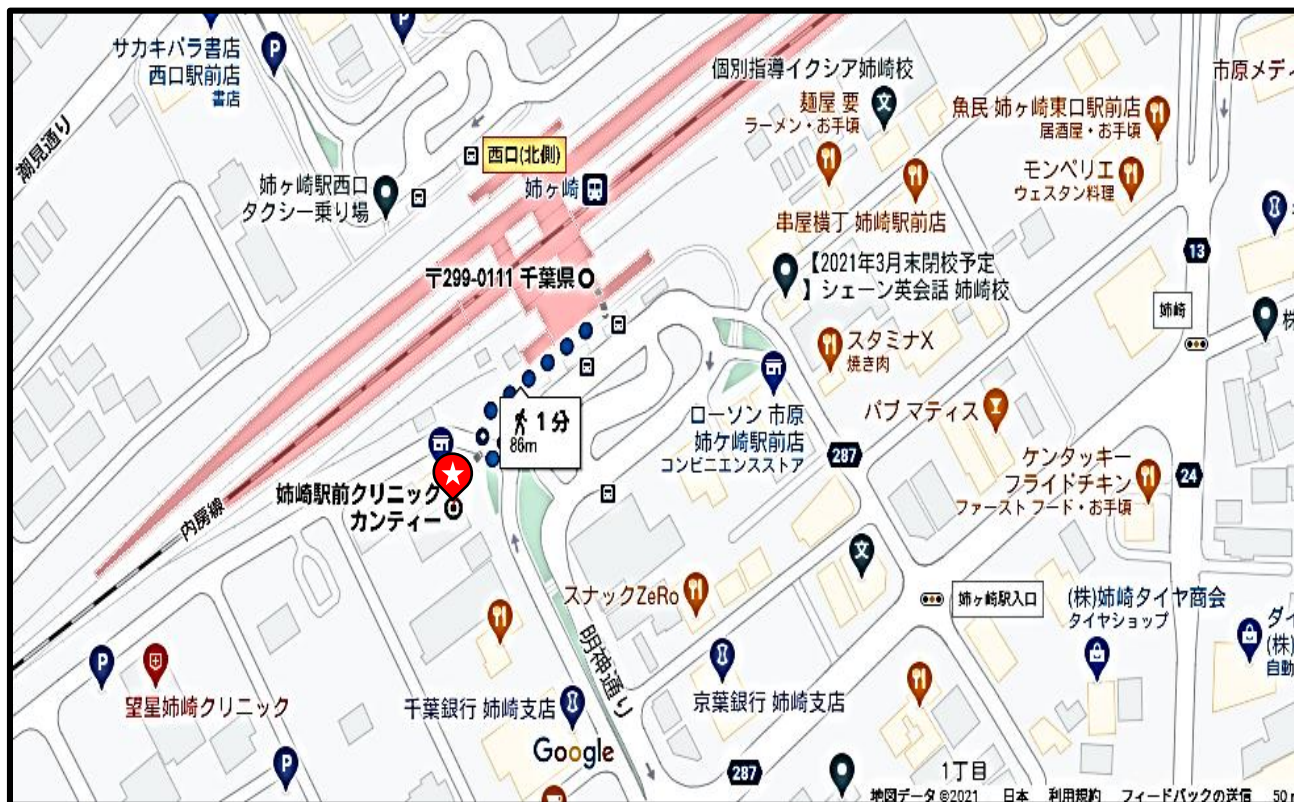 サカキバラ書店
西口駅前店
書店
潮見通り
姉ヶ崎駅西口
タクシー乗り場
西口(北側)
姉ヶ崎
〒299-0111 千葉県
個別指導イクシア姉崎校
麺屋 要
ラーメン・お手頃
串屋横丁 姉崎駅前店
魚民 姉ヶ崎東口駅前店
居酒屋・お手頃
モンペリエ
ウェスタン料理
市原メディ
13
【2021年3月末閉校予定
】シェーン英会話 姉崎校
姉崎
株
スタミナX
焼き肉
ローソン 市原
姉ケ崎駅前店
コンビニエンスストア
パブ マティス
287
ケンタッキー
フライドチキン
ファースト フード・お手頃
24
1 分
86m
姉崎駅前クリニック
カンティー
内房線
スナックZeRo
明神通り
姉ヶ崎駅入口
(株)姉崎タイヤ商会
タイヤショップ
ダイ
(株)
自動
望星姉崎クリニック
千葉銀行 姉崎支店
京葉銀行 姉崎支店
Google
287
1丁目
地図データ ©2021 日本 利用規約 フィードバックの送信 50 m